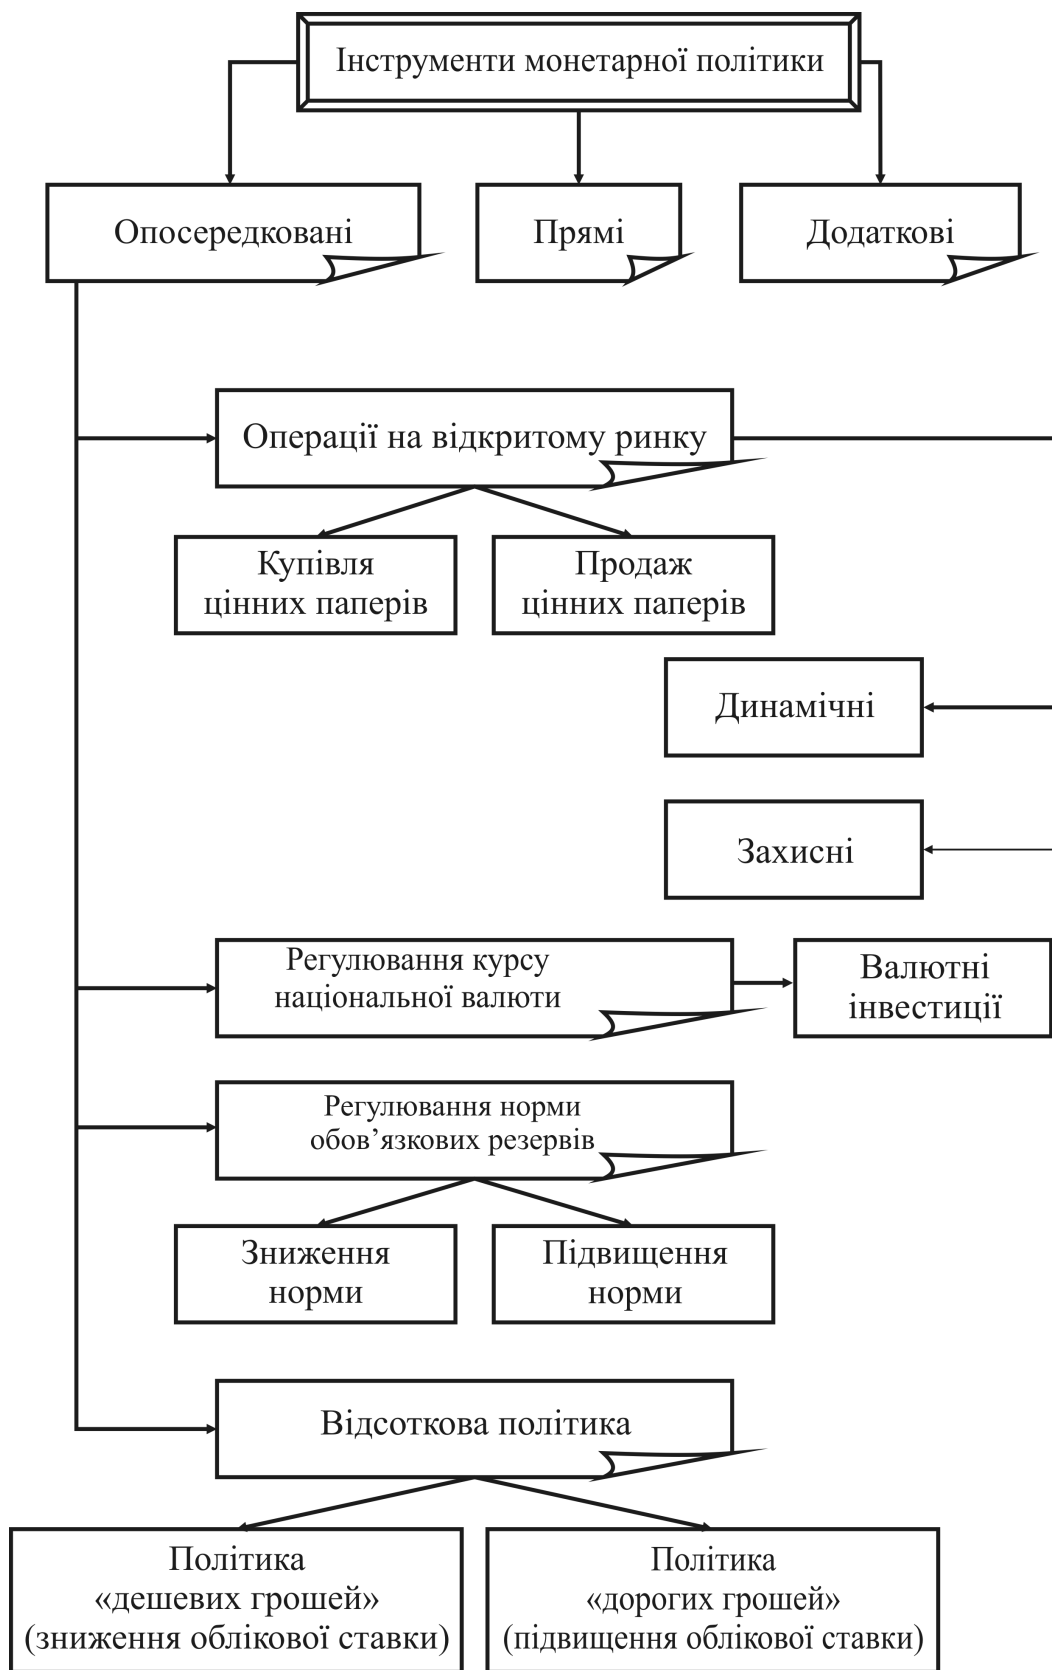 Інструменти монетарної політики
Опосередковані
Прямі
Додаткові
Операції на відкритому ринку
Купівля
цінних паперів
Продаж
цінних паперів
Динамічні
Захисні
Регулювання курсу
національної валюти
Валютні
інвестиції
Регулювання норми
обов’язкових резервів
Зниження
норми
Підвищення
норми
Відсоткова політика
Політика
«дешевих грошей»
(зниження облікової ставки)
Політика
«дорогих грошей»
(підвищення облікової ставки)